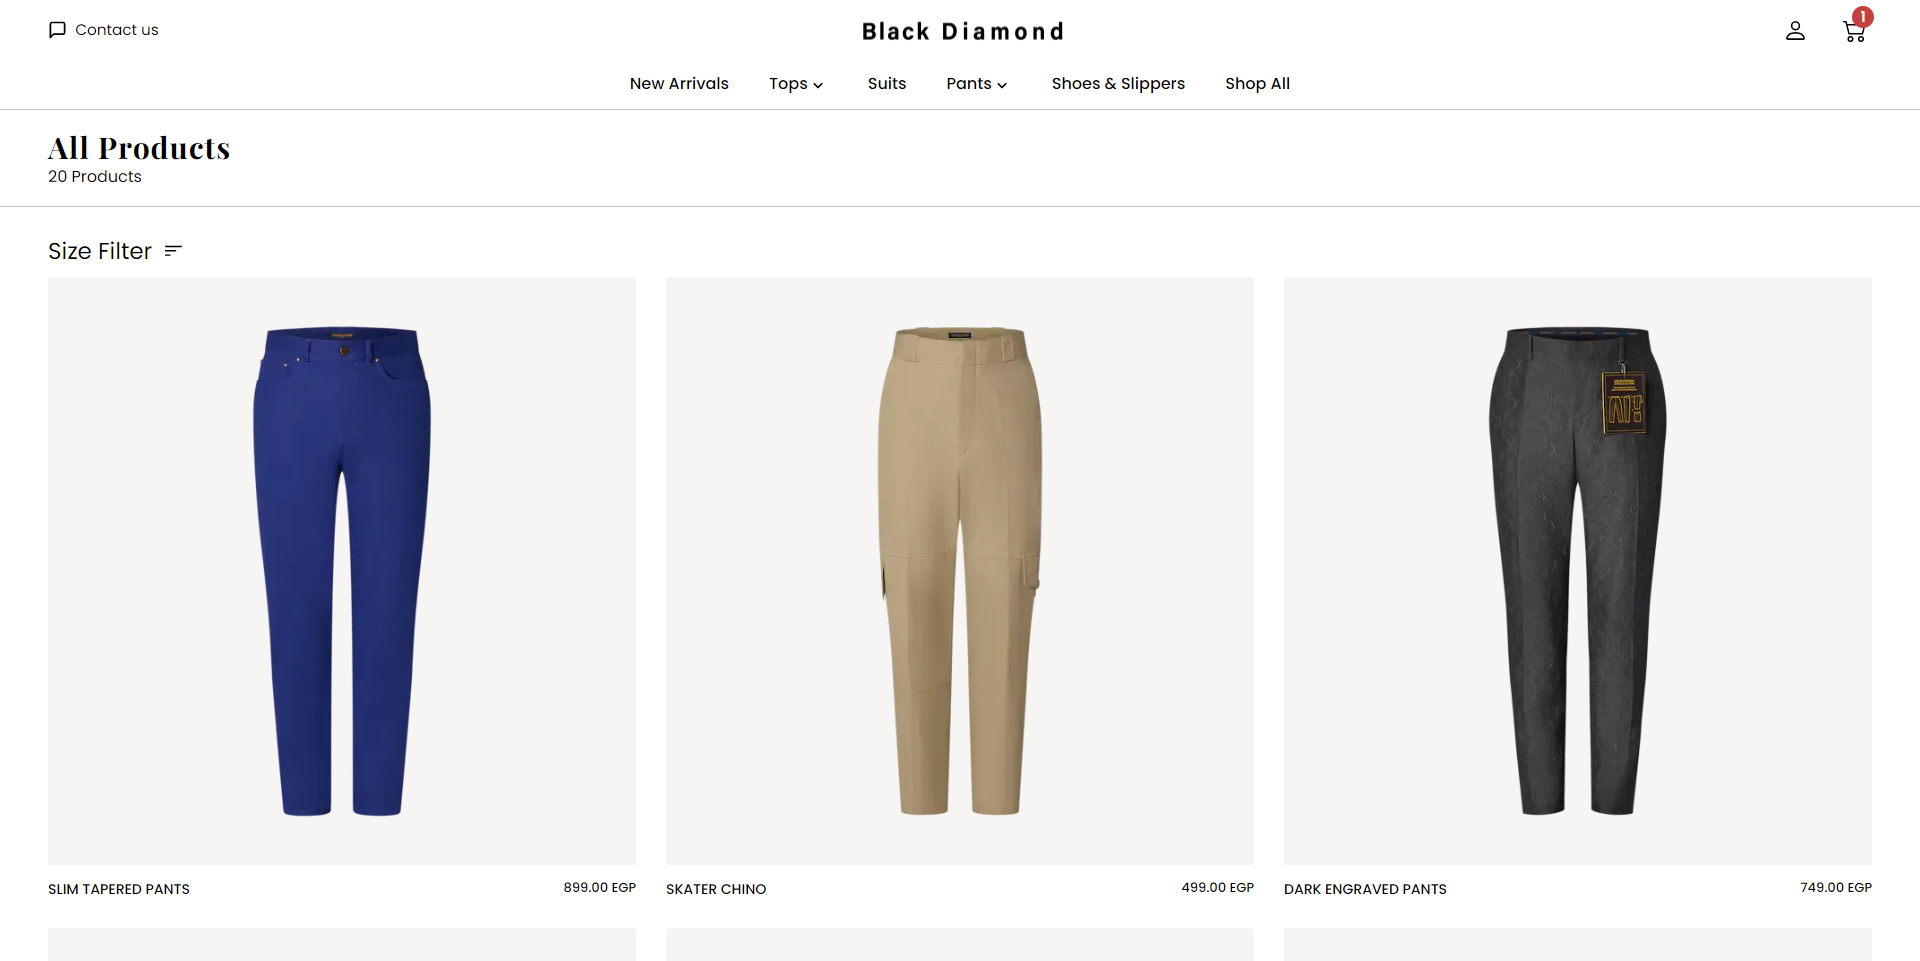 Contact us
Black Diamond
1
New Arrivals
Tops
Suits
Pants
Shoes & Slippers
Shop All
All Products
20 Products
Size Filter
SLIM TAPERED PANTS
899.00 EGP
SKATER CHINO
499.00 EGP
DARK ENGRAVED PANTS
749.00 EGP